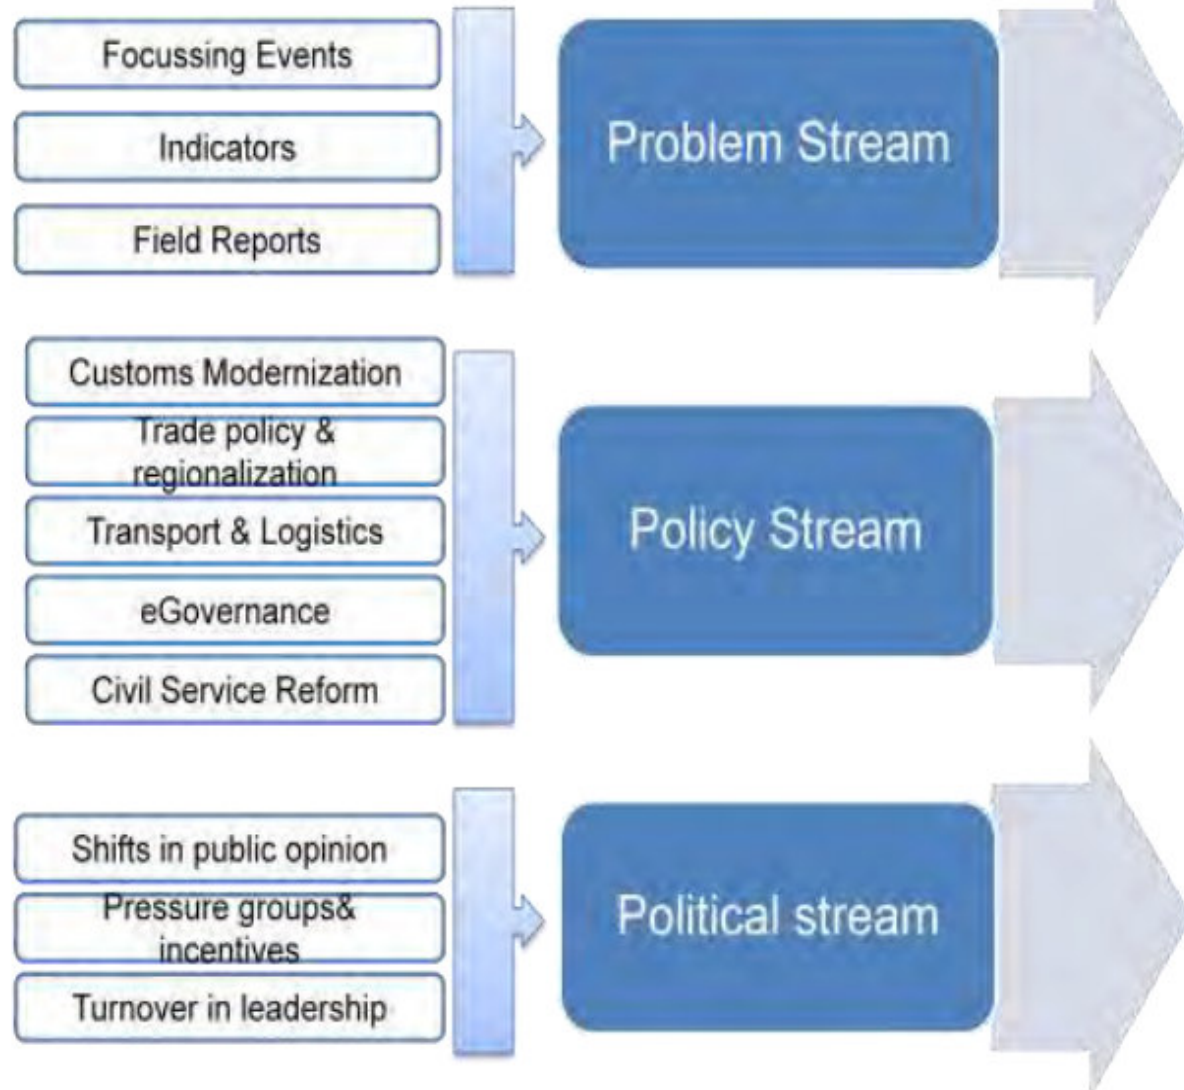 Focussing Events
Indicators
Field Reports
Problem Stream
Customs Modernization
Trade policy &
regionalization
Transport & Logistics
eGovernance
Civil Service Reform
Policy Stream
Shifts in public opinion
Pressure groups&
incentives
Turnover in leadership
Political stream